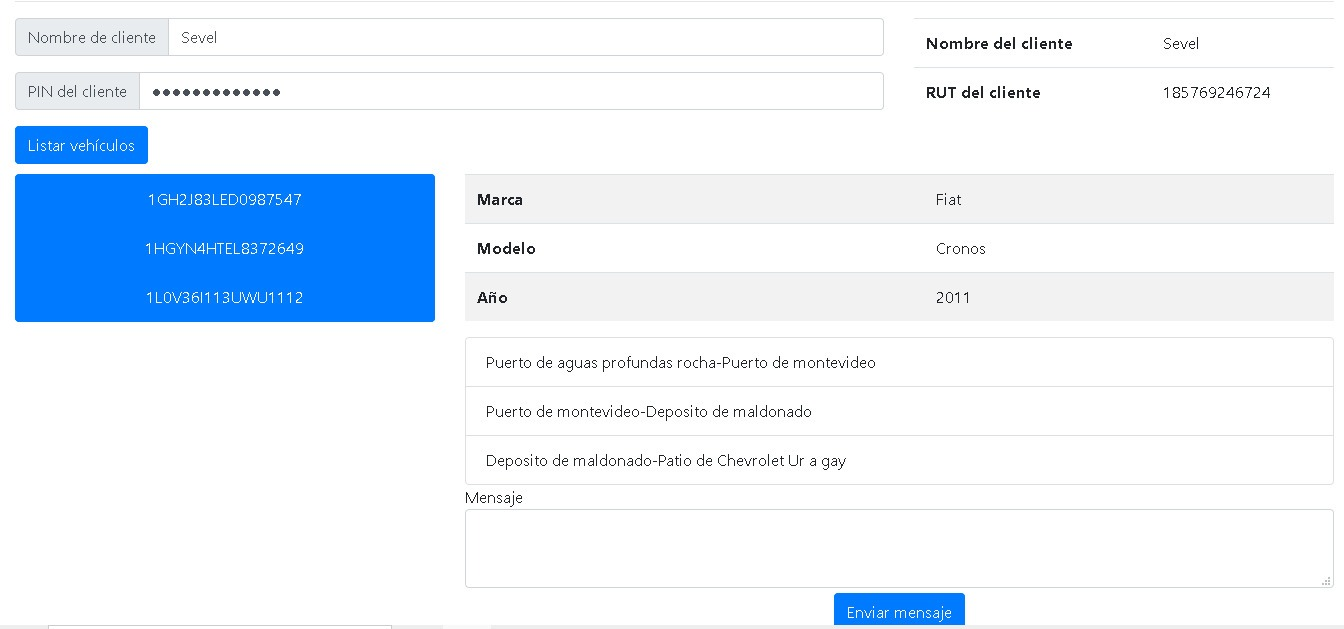 Nombre de cliente Sevel
PIN del cliente •••••••••••••
Listar vehículos
Nombre del cliente Sevel
RUT del cliente 185769246724
1GH2J83LED0987547
1HGYN4HTEL8372649
1L0V36I113UWU1112
Marca Fiat
Modelo Cronos
Año 2011
Puerto de aguas profundas rocha-Puerto de montevideo
Puerto de montevideo-Deposito de maldonado
Deposito de maldonado-Patio de Chevrolet Ur a gay
Mensaje
Enviar mensaje